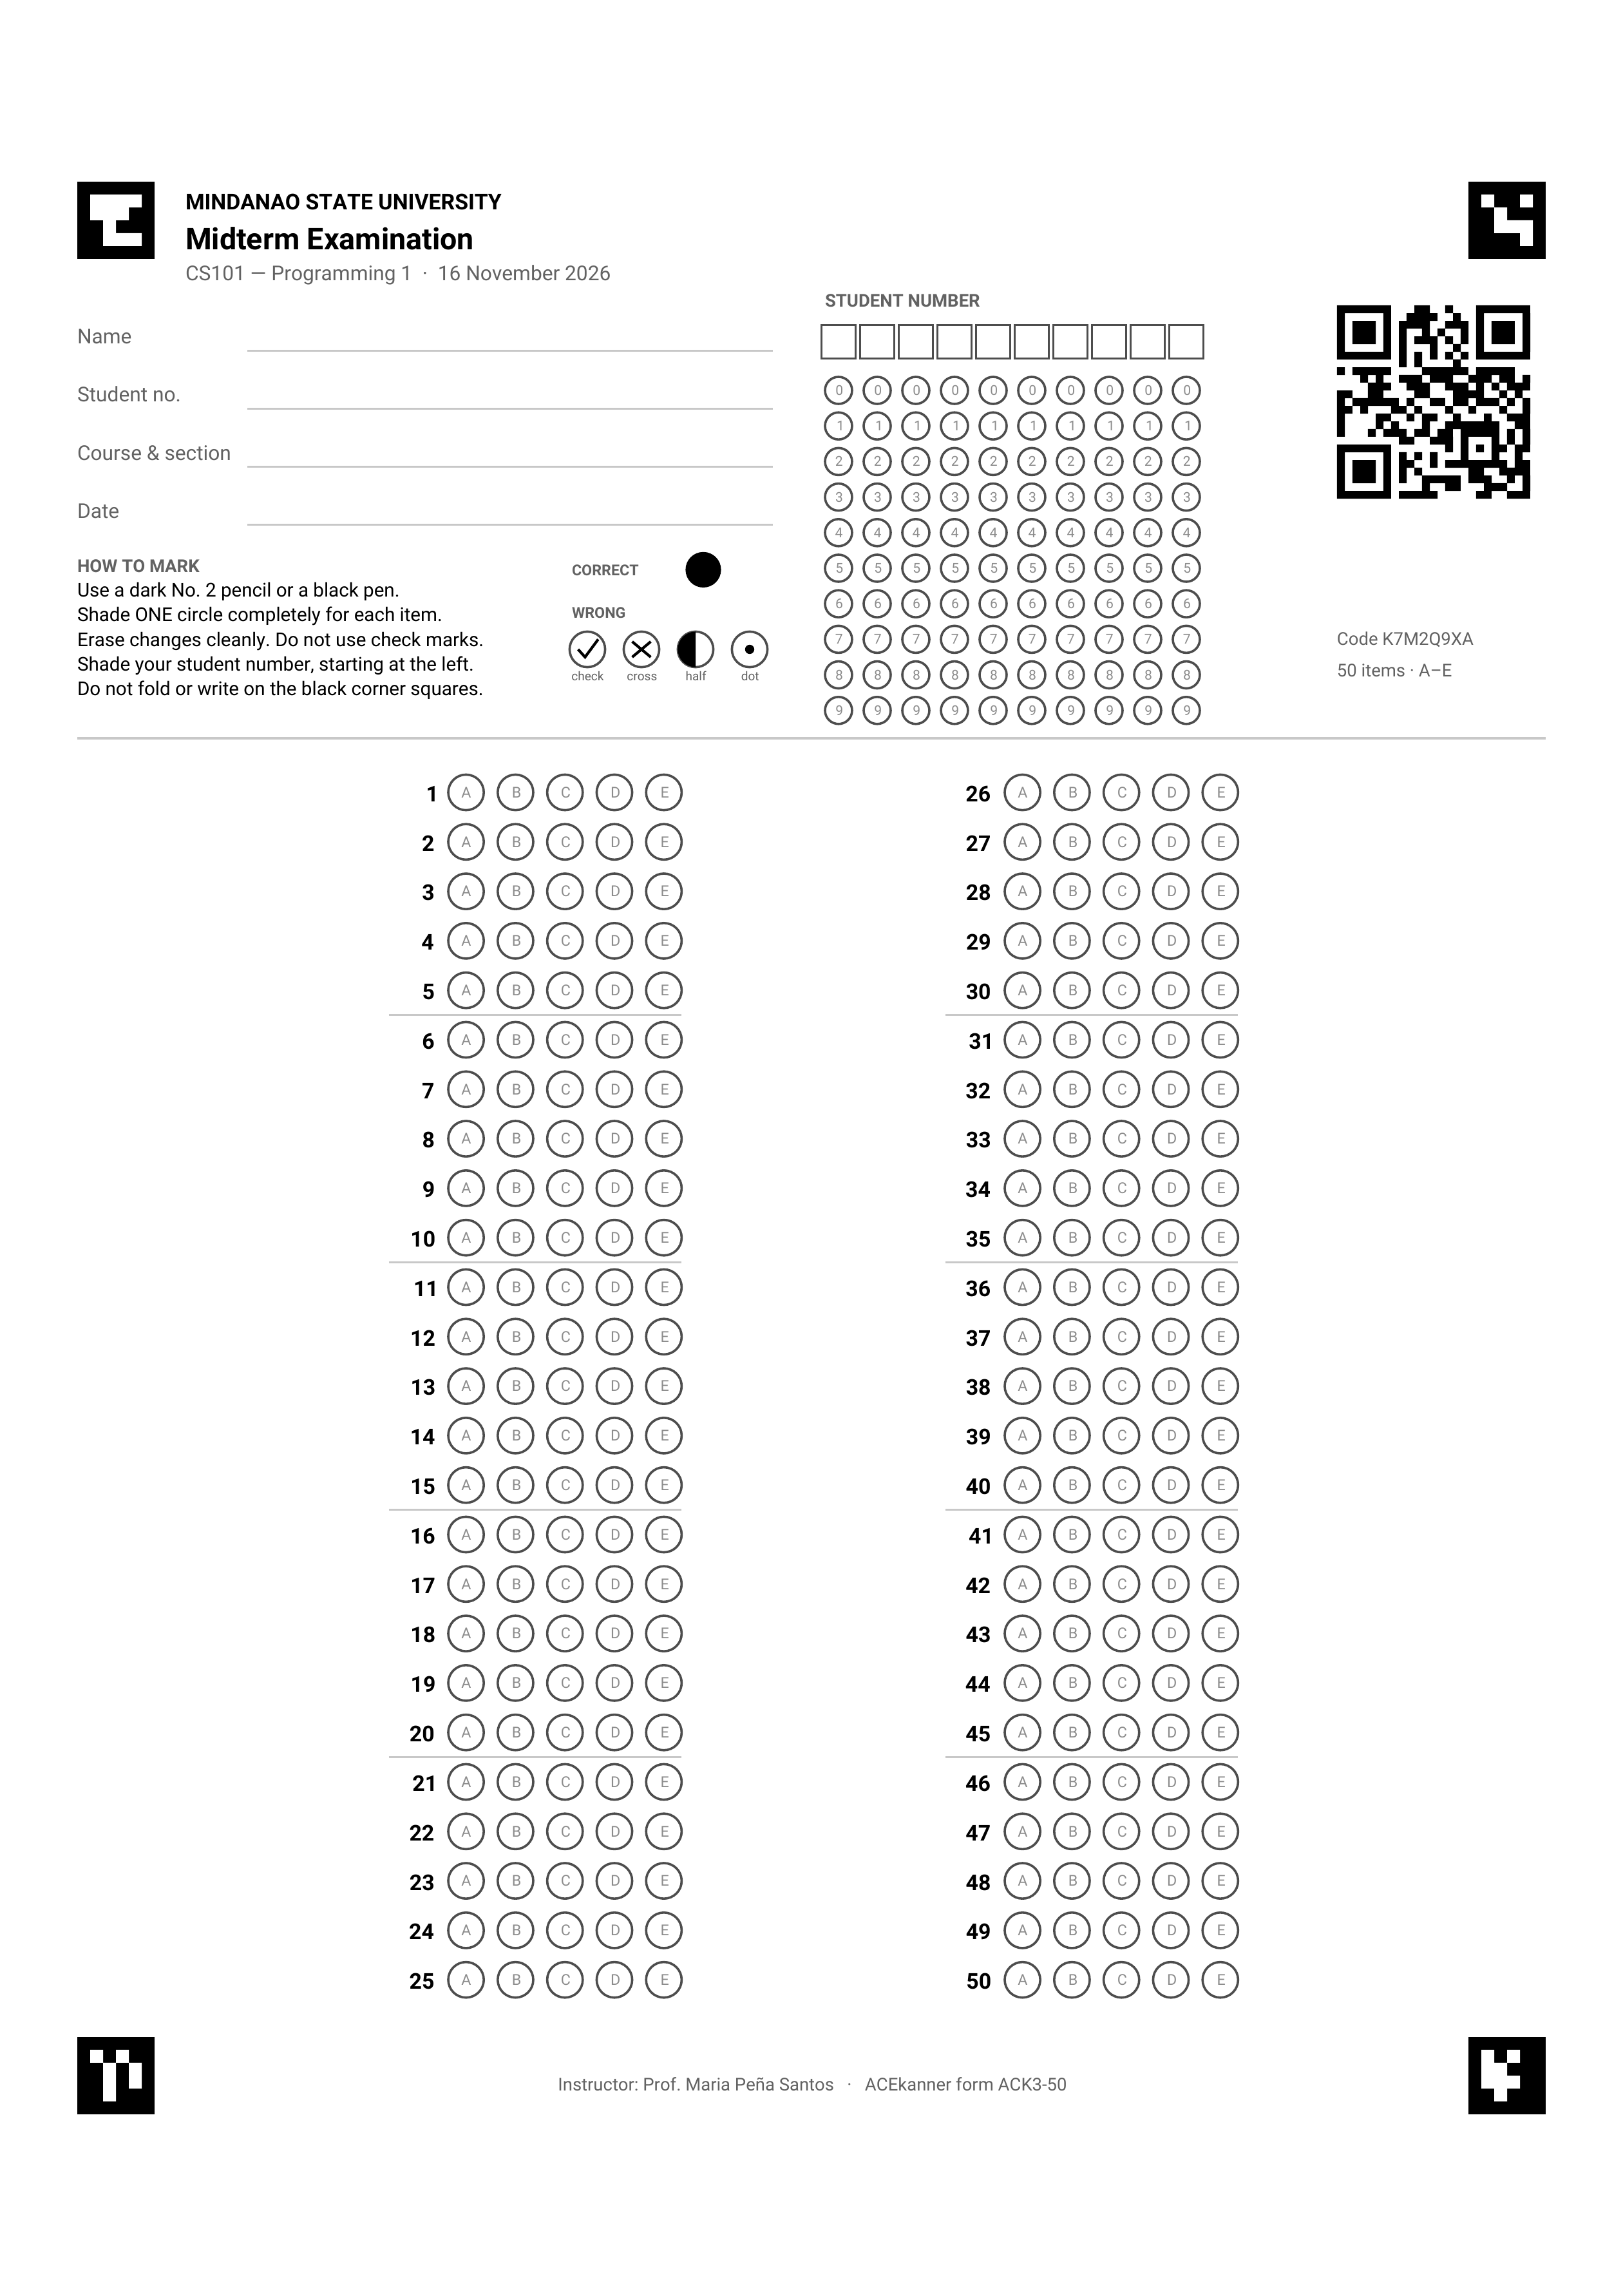 MINDANAO STATE UNIVERSITY
Midterm Examination
CS101 — Programming 1 · 16 November 2026
STUDENT NUMBER
Name
Student no.
Course & section
Date
0 0 0 0 0 0 0 0 0 0
1 1 1 1 1 1 1 1 1 1
2 2 2 2 2 2 2 2 2 2
3 3 3 3 3 3 3 3 3 3
4 4 4 4 4 4 4 4 4 4
5 5 5 5 5 5 5 5 5 5
6 6 6 6 6 6 6 6 6 6
7 7 7 7 7 7 7 7 7 7
8 8 8 8 8 8 8 8 8 8
9 9 9 9 9 9 9 9 9 9
HOW TO MARK
Use a dark No. 2 pencil or a black pen.
Shade ONE circle completely for each item.
Erase changes cleanly. Do not use check marks.
Shade your student number, starting at the left.
Do not fold or write on the black corner squares.
CORRECT
WRONG
check cross half dot
Code K7M2Q9XA
50 items · A–E
1 A B C D E
2 A B C D E
3 A B C D E
4 A B C D E
5 A B C D E
6 A B C D E
7 A B C D E
8 A B C D E
9 A B C D E
10 A B C D E
11 A B C D E
12 A B C D E
13 A B C D E
14 A B C D E
15 A B C D E
16 A B C D E
17 A B C D E
18 A B C D E
19 A B C D E
20 A B C D E
21 A B C D E
22 A B C D E
23 A B C D E
24 A B C D E
25 A B C D E
26 A B C D E
27 A B C D E
28 A B C D E
29 A B C D E
30 A B C D E
31 A B C D E
32 A B C D E
33 A B C D E
34 A B C D E
35 A B C D E
36 A B C D E
37 A B C D E
38 A B C D E
39 A B C D E
40 A B C D E
41 A B C D E
42 A B C D E
43 A B C D E
44 A B C D E
45 A B C D E
46 A B C D E
47 A B C D E
48 A B C D E
49 A B C D E
50 A B C D E
Instructor: Prof. Maria Peña Santos · ACEkanner form ACK3-50